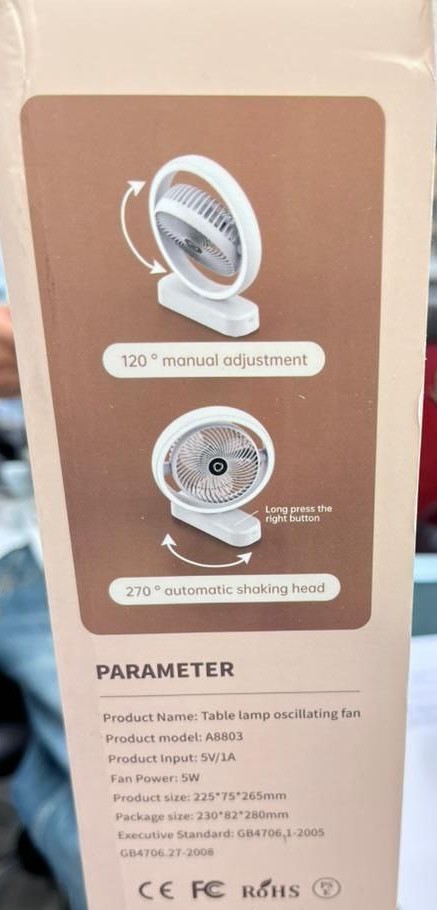 120° manual adjustment
Long press the
right button
270° automatic shaking head
PARAMETER
Product Name: Table lamp oscillating fan
Product model: A8803
Product Input: 5V/1A
Fan Power: 5W
Product size: 225*75*265mm
Package size: 230*82*280mm
Executive Standard: GB4706.1-2005
GB4706.27-2008
CE FC RoHS